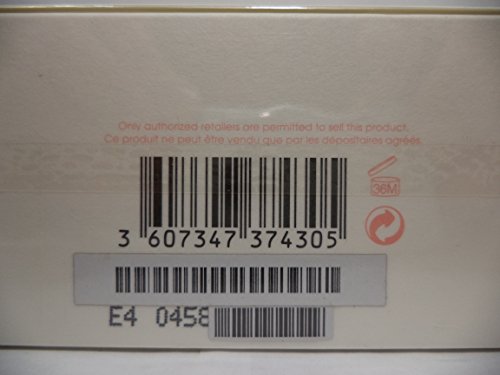 Only authorized retailers are permitted to sell this product.
Ce produit ne peut être vendu que par les dépositaires agréés.
36M
3 607347 374305
E4 0458